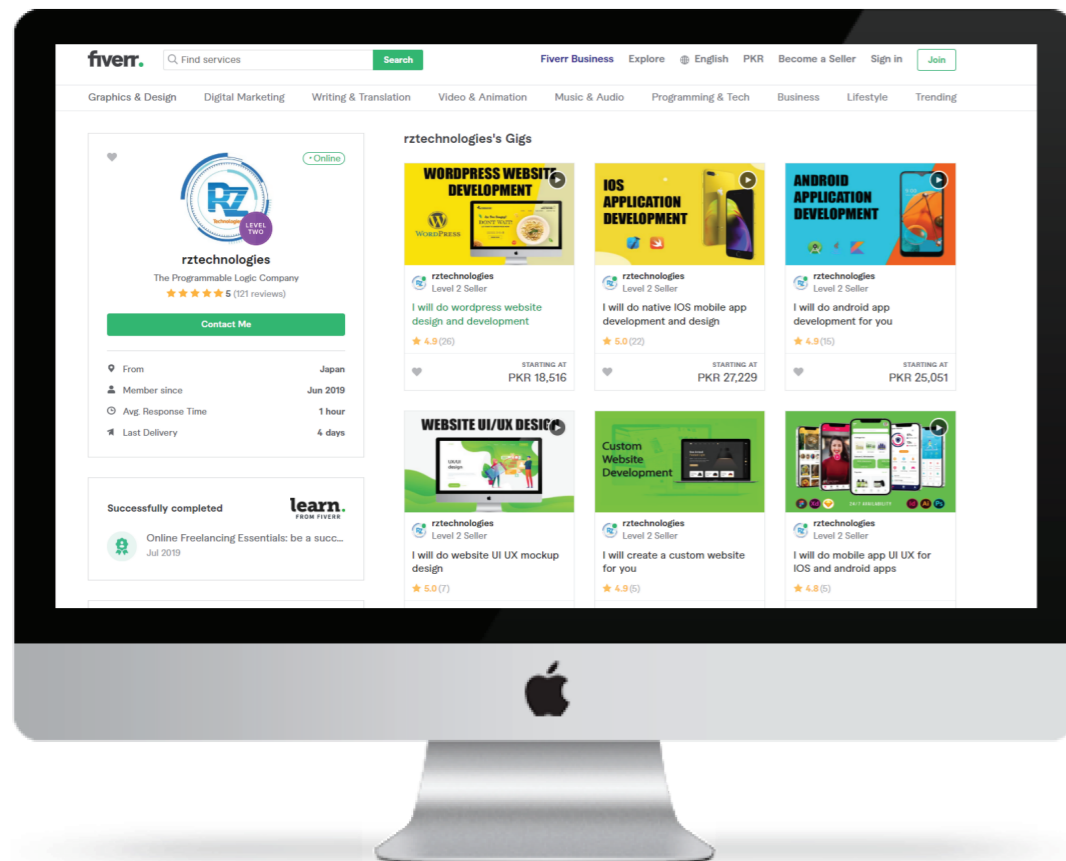 fiverr.
Find services
Search
Fiverr Business Explore English PKR Become a Seller Sign in Join
Graphics & Design Digital Marketing Writing & Translation Video & Animation Music & Audio Programming & Tech Business Lifestyle Trending
• Online
RZ
Technologies
LEVEL
TWO
rztechnologies
The Programmable Logic Company
5 (121 reviews)
Contact Me
From Japan
Member since Jun 2019
Avg. Response Time 1 hour
Last Delivery 4 days
Successfully completed
learn.
FROM FIVERR
Online Freelancing Essentials: be a succ...
Jul 2019
rztechnologies's Gigs
WORDPRESS WEBSITE
DEVELOPMENT
WORDPRESS
rztechnologies
Level 2 Seller
I will do wordpress website
design and development
4.9 (26)
STARTING AT
PKR 18,516
IOS
APPLICATION
DEVELOPMENT
rztechnologies
Level 2 Seller
I will do native IOS mobile app
development and design
5.0 (22)
STARTING AT
PKR 27,229
ANDROID
APPLICATION
DEVELOPMENT
rztechnologies
Level 2 Seller
I will do android app
development for you
4.9 (15)
STARTING AT
PKR 25,051
WEBSITE UI/UX DESIGN
UI/UX
design
rztechnologies
Level 2 Seller
I will do website UI UX mockup
design
5.0 (7)
Custom
Website
Development
rztechnologies
Level 2 Seller
I will create a custom website
for you
4.9 (5)
24/7 AVAILABILITY
Ai
Ps
rztechnologies
Level 2 Seller
I will do mobile app UI UX for
IOS and android apps
4.8 (5)